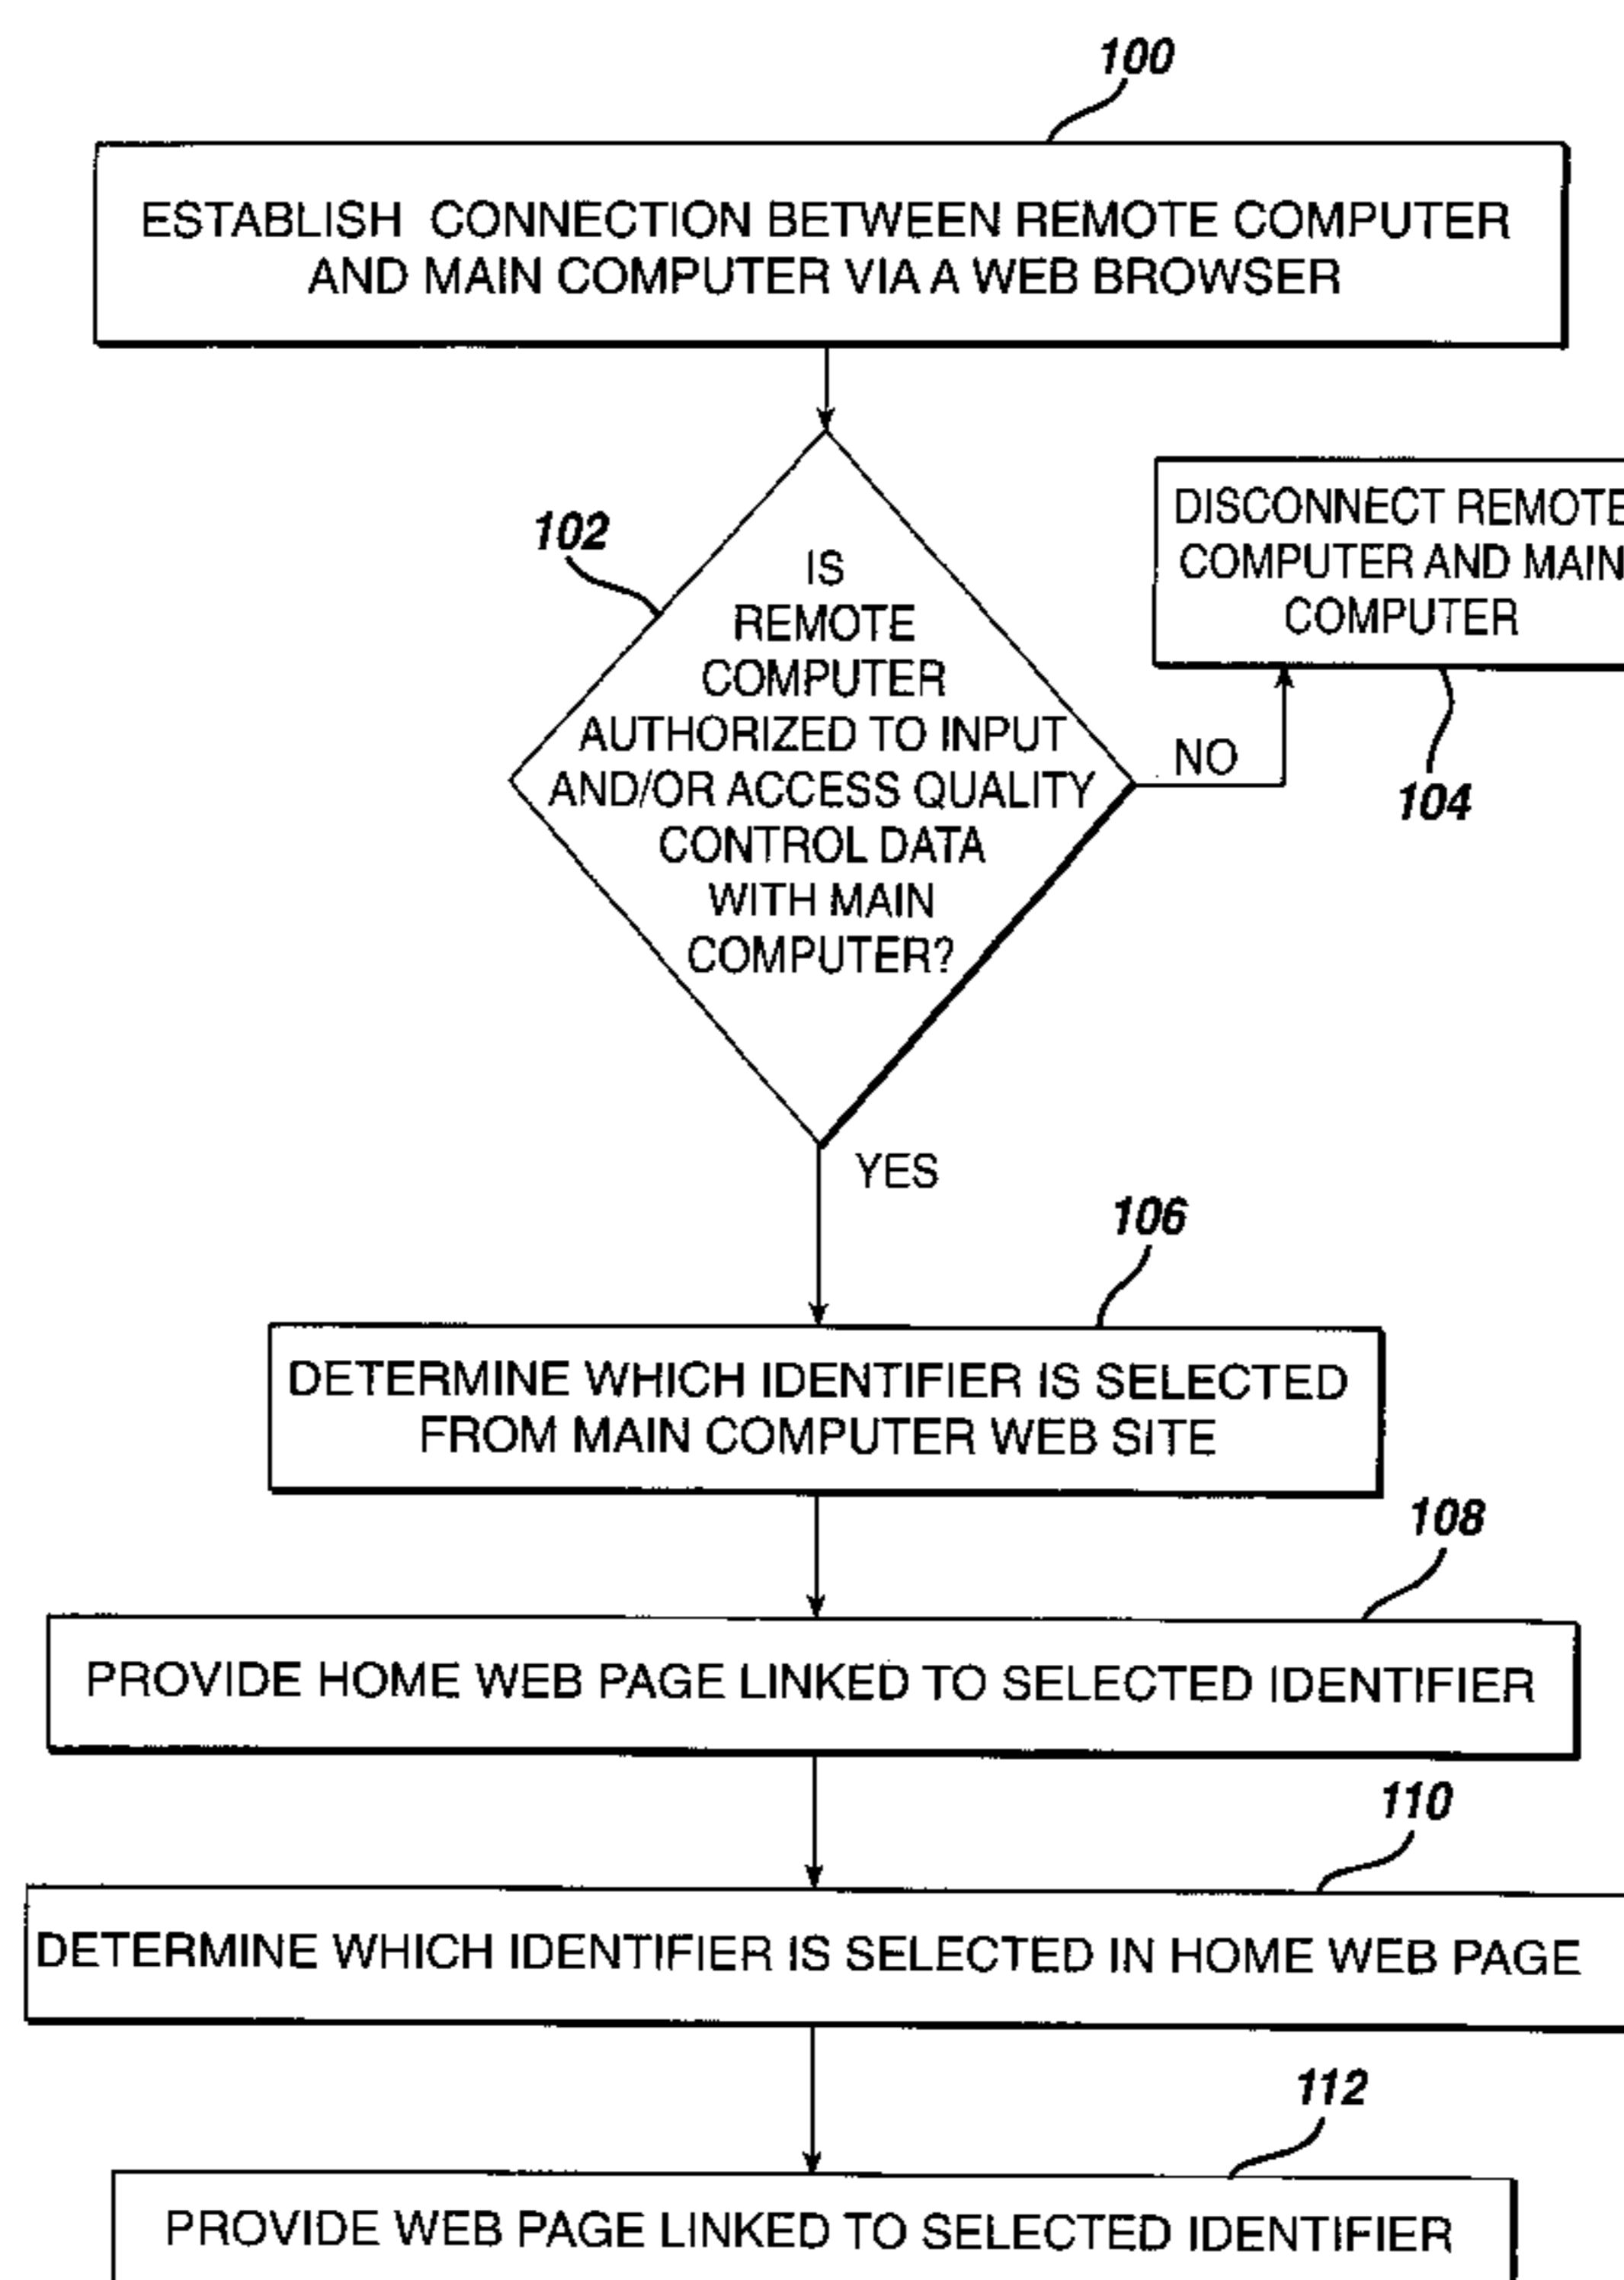 100
ESTABLISH CONNECTION BETWEEN REMOTE COMPUTER
AND MAIN COMPUTER VIA A WEB BROWSER
102
IS
REMOTE
COMPUTER
AUTHORIZED TO INPUT
AND/OR ACCESS QUALITY
CONTROL DATA
WITH MAIN
COMPUTER?
DISCONNECT REMOTE
COMPUTER AND MAIN
COMPUTER
NO
104
YES
106
DETERMINE WHICH IDENTIFIER IS SELECTED
FROM MAIN COMPUTER WEB SITE
108
PROVIDE HOME WEB PAGE LINKED TO SELECTED IDENTIFIER
110
DETERMINE WHICH IDENTIFIER IS SELECTED IN HOME WEB PAGE
112
PROVIDE WEB PAGE LINKED TO SELECTED IDENTIFIER